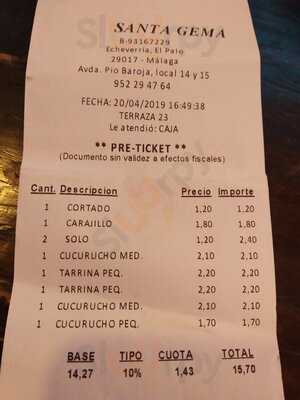 SANTA GEMA
B-93167229
Echeverria, El Palo
29017 - Málaga
Avda. Pio Baroja, local 14 y 15
952 29 47 64
FECHA: 20/04/2019 16:49:38
TERRAZA 23
Le atendió: CAJA
** PRE-TICKET **
(Documento sin validez a efectos fiscales)
Cant. Descripcion Precio Importe
1 CORTADO 1,20 1,20
1 CARAJILLO 1,80 1,80
2 SOLO 1,20 2,40
1 CUCURUCHO MED. 2,10 2,10
1 TARRINA PEQ. 2,20 2,20
1 TARRINA PEQ. 2,20 2,20
1 CUCURUCHO MED. 2,10 2,10
1 CUCURUCHO PEQ. 1,70 1,70
BASE TIPO CUOTA TOTAL
14,27 10% 1,43 15,70